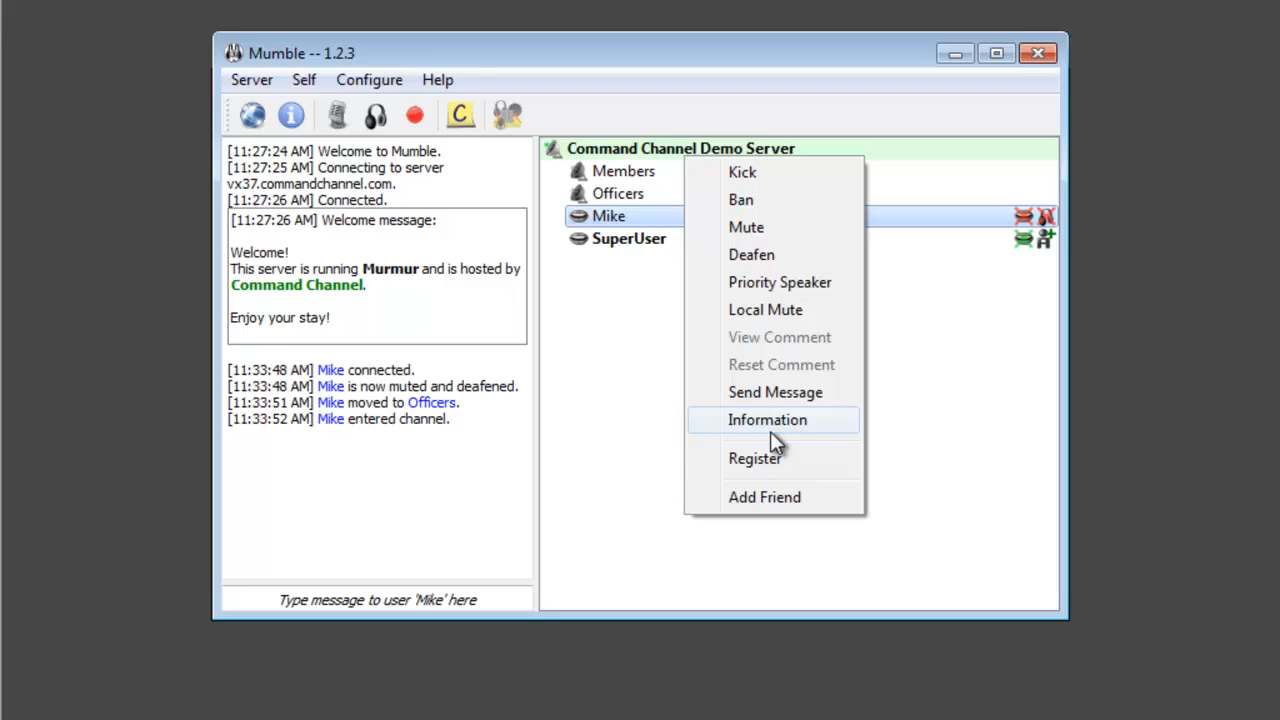 Mumble -- 1.2.3
Server Self Configure Help
C
[11:27:24 AM] Welcome to Mumble.
[11:27:25 AM] Connecting to server
vx37.commandchannel.com.
[11:27:26 AM] Connected.
[11:27:26 AM] Welcome message:
Welcome!
This server is running Murmur and is hosted by
Command Channel.
Enjoy your stay!
[11:33:48 AM] Mike connected.
[11:33:48 AM] Mike is now muted and deafened.
[11:33:51 AM] Mike moved to Officers.
[11:33:52 AM] Mike entered channel.
Type message to user 'Mike' here
Command Channel Demo Server
Members
Officers
Mike
SuperUser
Kick
Ban
Mute
Deafen
Priority Speaker
Local Mute
View Comment
Reset Comment
Send Message
Information
Register
Add Friend